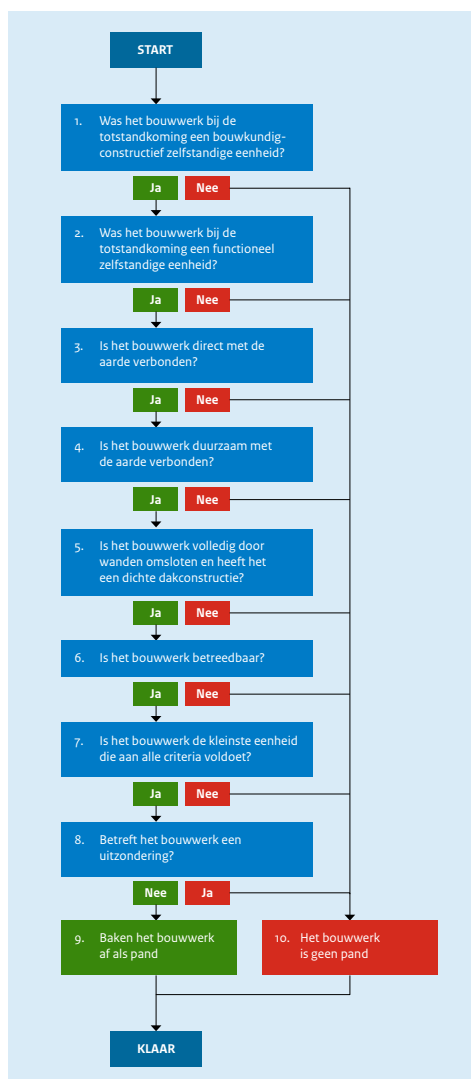 START
1. Was het bouwwerk bij de
totstandkoming een bouwkundig-
constructief zelfstandige eenheid?
Ja Nee
2. Was het bouwwerk bij de
totstandkoming een functioneel
zelfstandige eenheid?
Ja Nee
3. Is het bouwwerk direct met de
aarde verbonden?
Ja Nee
4. Is het bouwwerk duurzaam met
de aarde verbonden?
Ja Nee
5. Is het bouwwerk volledig door
wanden omsloten en heeft het
een dichte dakconstructie?
Ja Nee
6. Is het bouwwerk betreedbaar?
Ja Nee
7. Is het bouwwerk de kleinste eenheid
die aan alle criteria voldoet?
Ja Nee
8. Betreft het bouwwerk een
uitzondering?
Nee Ja
9. Baken het bouwwerk
af als pand
10. Het bouwwerk
is geen pand
KLAAR